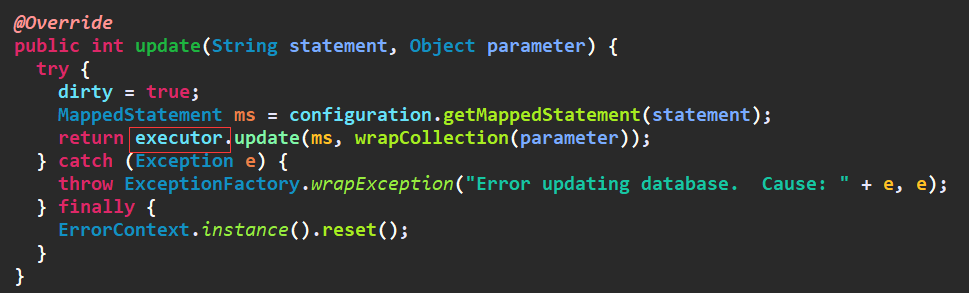 @Override
public int update(String statement, Object parameter) {
  try {
    dirty = true;
    MappedStatement ms = configuration.getMappedStatement(statement);
    return executor.update(ms, wrapCollection(parameter));
  } catch (Exception e) {
    throw ExceptionFactory.wrapException("Error updating database.  Cause: " + e, e);
  } finally {
    ErrorContext.instance().reset();
  }
}